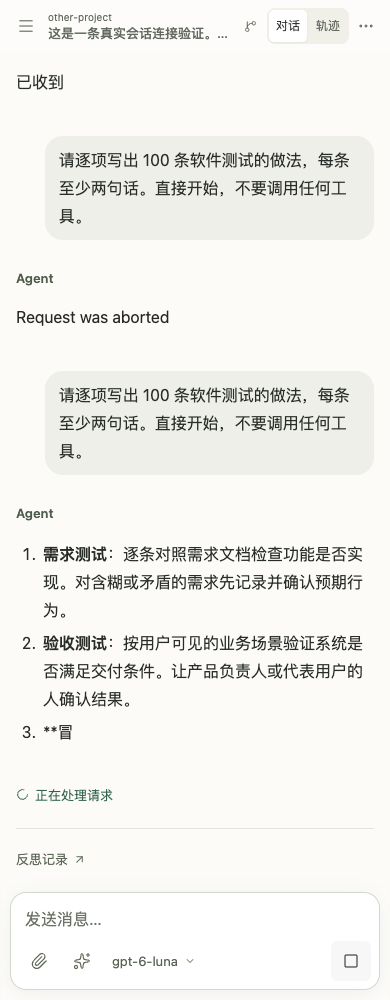 other-project
这是一条真实会话连接验证。...
对话
轨迹
已收到
请逐项写出 100 条软件测试的做法，每条
至少两句话。直接开始，不要调用任何工
具。
Agent
Request was aborted
请逐项写出 100 条软件测试的做法，每条
至少两句话。直接开始，不要调用任何工
具。
Agent
1. 需求测试：逐条对照需求文档检查功能是否实
现。对含糊或矛盾的需求先记录并确认预期行
为。
2. 验收测试：按用户可见的业务场景验证系统是
否满足交付条件。让产品负责人或代表用户的
人确认结果。
3. **冒
正在处理请求
反思记录
发送消息...
gpt-6-luna